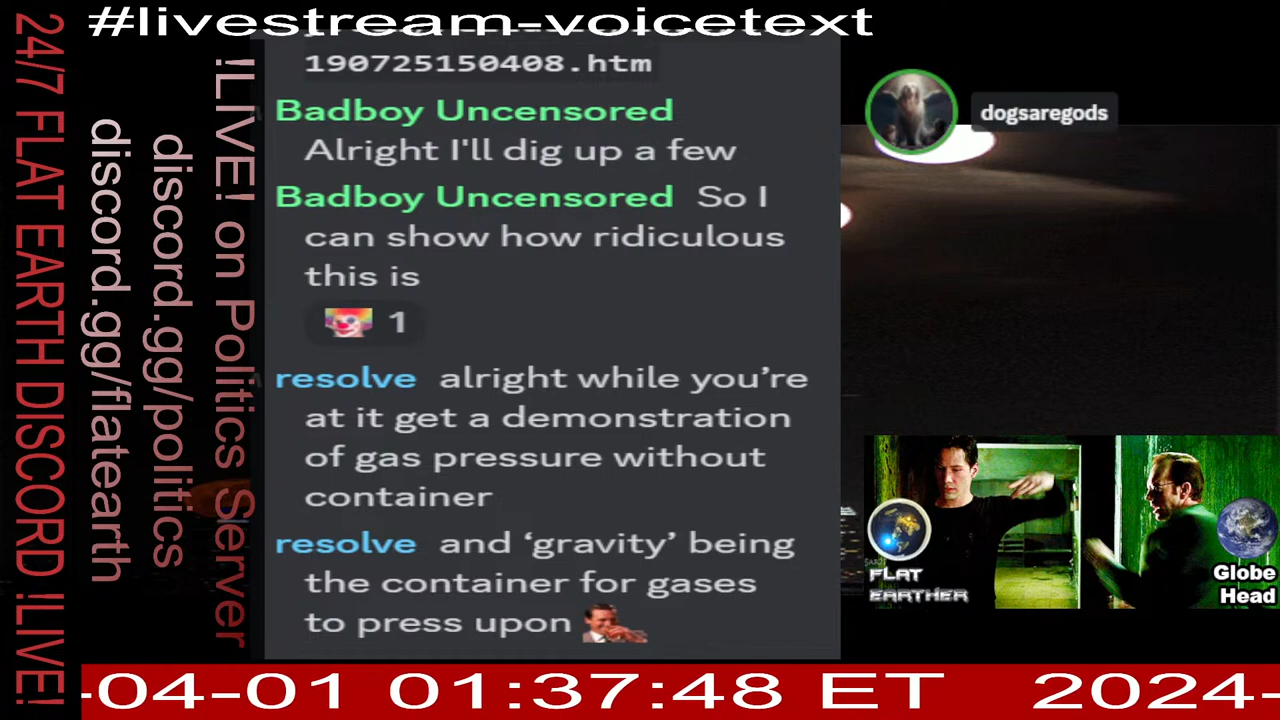 #livestream-voicetext
24/7 FLAT EARTH DISCORD !LIVE!
discord.gg/flatearth
discord.gg/politics
!LIVE! on Politics Server
190725150408.htm
Badboy Uncensored
Alright I'll dig up a few
Badboy Uncensored So I
can show how ridiculous
this is
1
resolve alright while you're
at it get a demonstration
of gas pressure without
container
resolve and ‘gravity’ being
the container for gases
to press upon
dogsaregods
FLAT
EARTHER
Globe
Head
-04-01 01:37:48 ET 2024-